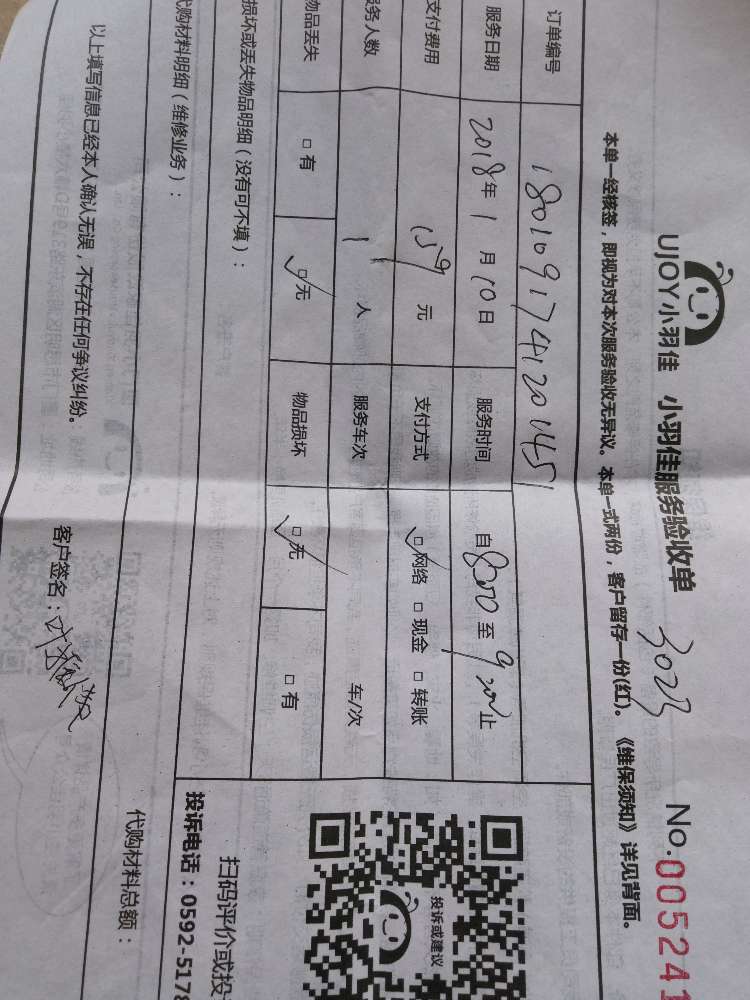 UJOY小羽佳 小羽佳服务验收单
3023
No.005241
本单一经核签，即视为对本次服务验收无异议。本单一式两份，客户留存一份(红)。《维保须知》详见背面。
订单编号 180109174120145
服务日期 2018年1月10日 服务时间 自8:00至9:00止
支付费用 159元 支付方式 □网络 □现金 □转账
服务人数 1人 服务车次 车/次
物品丢失 □有 □无 物品损坏 □无 □有
损坏或丢失物品明细（没有可不填）：
代购材料明细（维修业务）：
代购材料总额：
以上填写信息已经本人确认无误，不存在任何争议纠纷。
客户签名：
投诉或建议
扫码评价或投
投诉电话：0592-5178